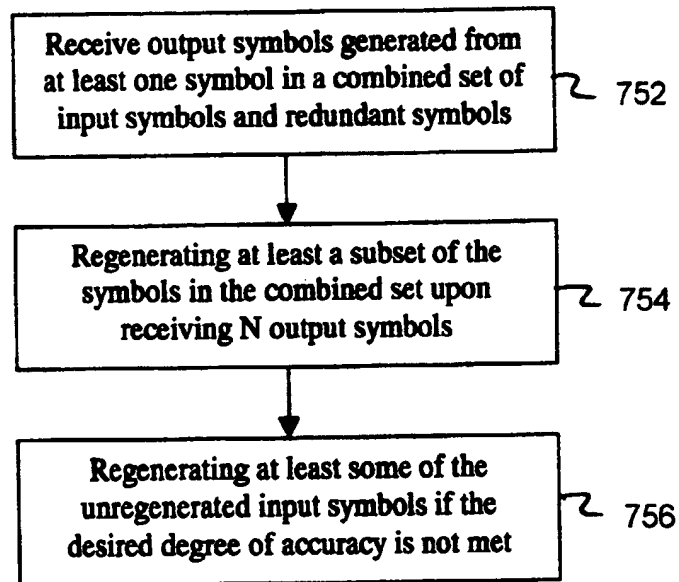 Receive output symbols generated from
at least one symbol in a combined set of
input symbols and redundant symbols
752
Regenerating at least a subset of the
symbols in the combined set upon
receiving N output symbols
754
Regenerating at least some of the
unregenerated input symbols if the
desired degree of accuracy is not met
756